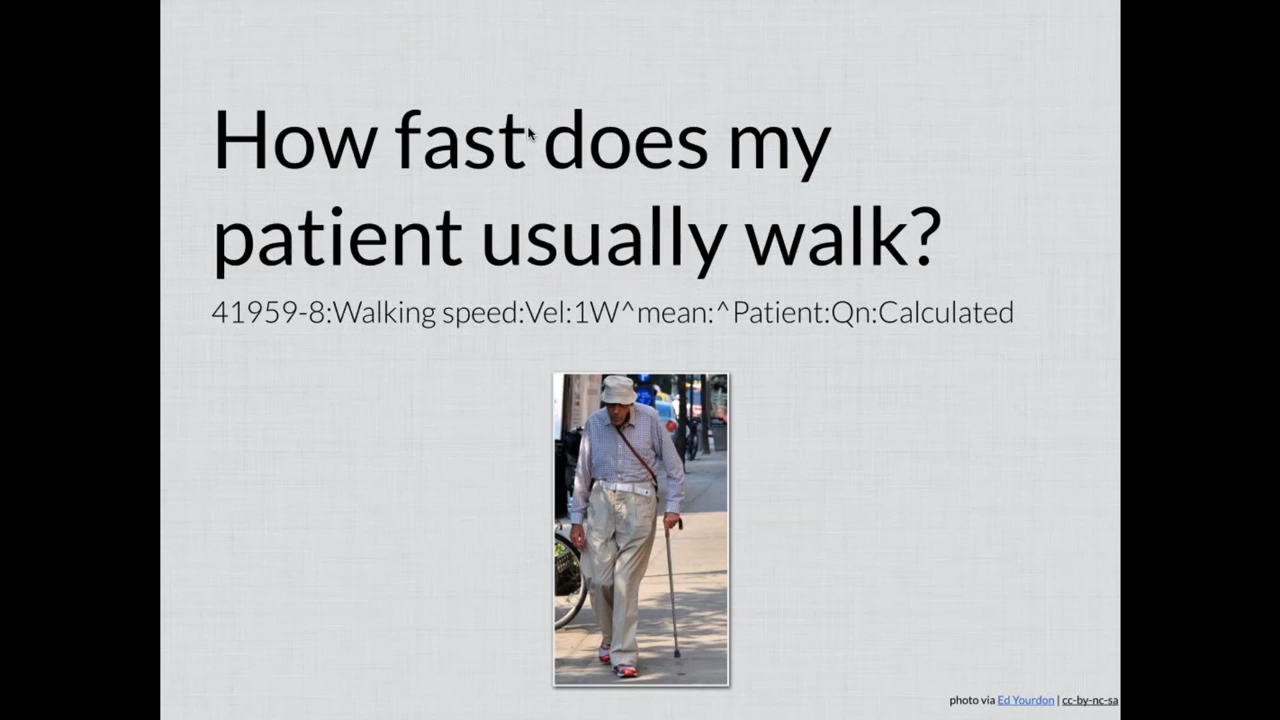 How fast does my
patient usually walk?
41959-8:Walking speed:Vel:1W^mean:^Patient:Qn:Calculated
photo via Ed Yourdon | cc-by-nc-sa